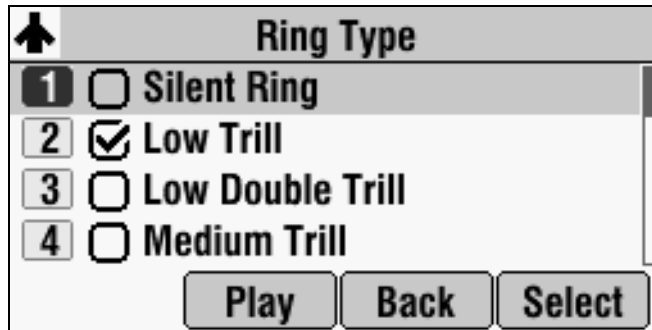 Ring Type
1 Silent Ring
2 Low Trill
3 Low Double Trill
4 Medium Trill
Play Back Select